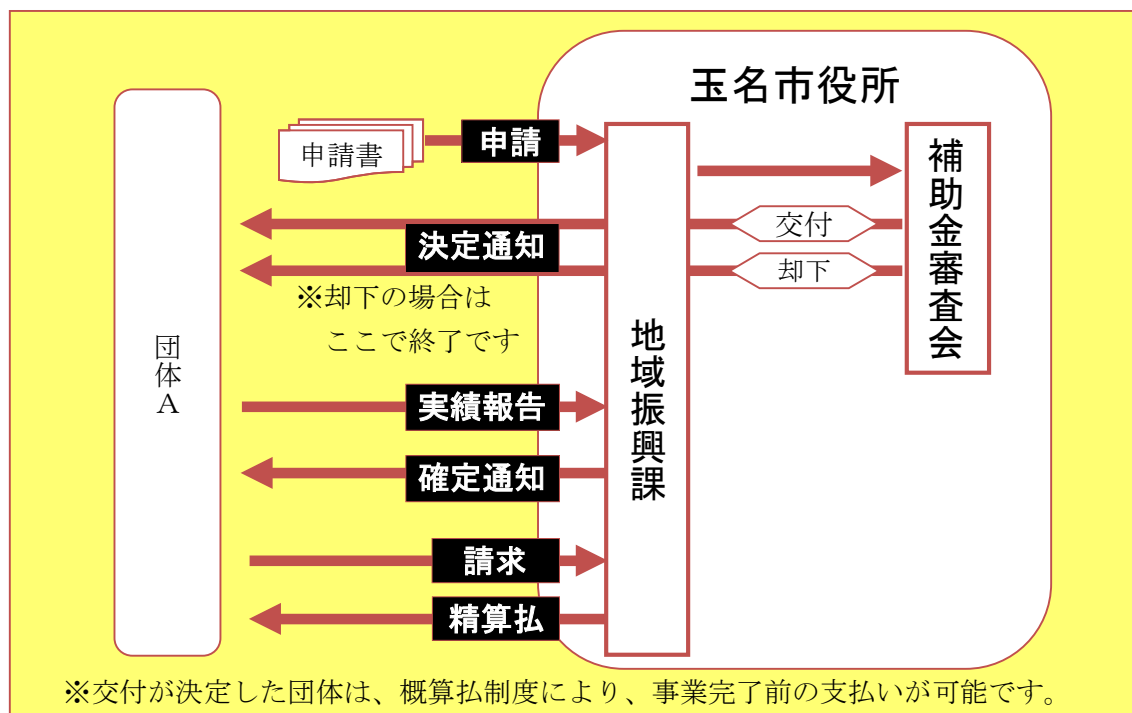 玉名市役所
申請書
申請
補助金審査会
交付
決定通知
却下
※却下の場合は
ここで終了です
団体A
地域振興課
実績報告
確定通知
請求
精算払
※交付が決定した団体は、概算払制度により、事業完了前の支払いが可能です。